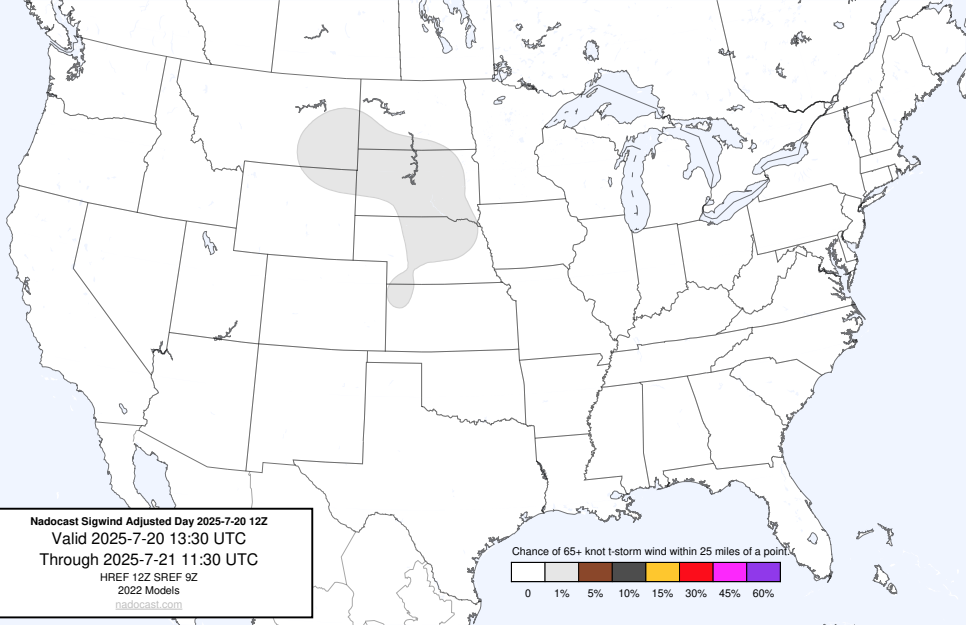 Nadocast Sigwind Adjusted Day 2025-7-20 12Z
Valid 2025-7-20 13:30 UTC
Through 2025-7-21 11:30 UTC
HREF 12Z SREF 9Z
2022 Models
nadocast.com
Chance of 65+ knot t-storm wind within 25 miles of a point.
0 1% 5% 10% 15% 30% 45% 60%